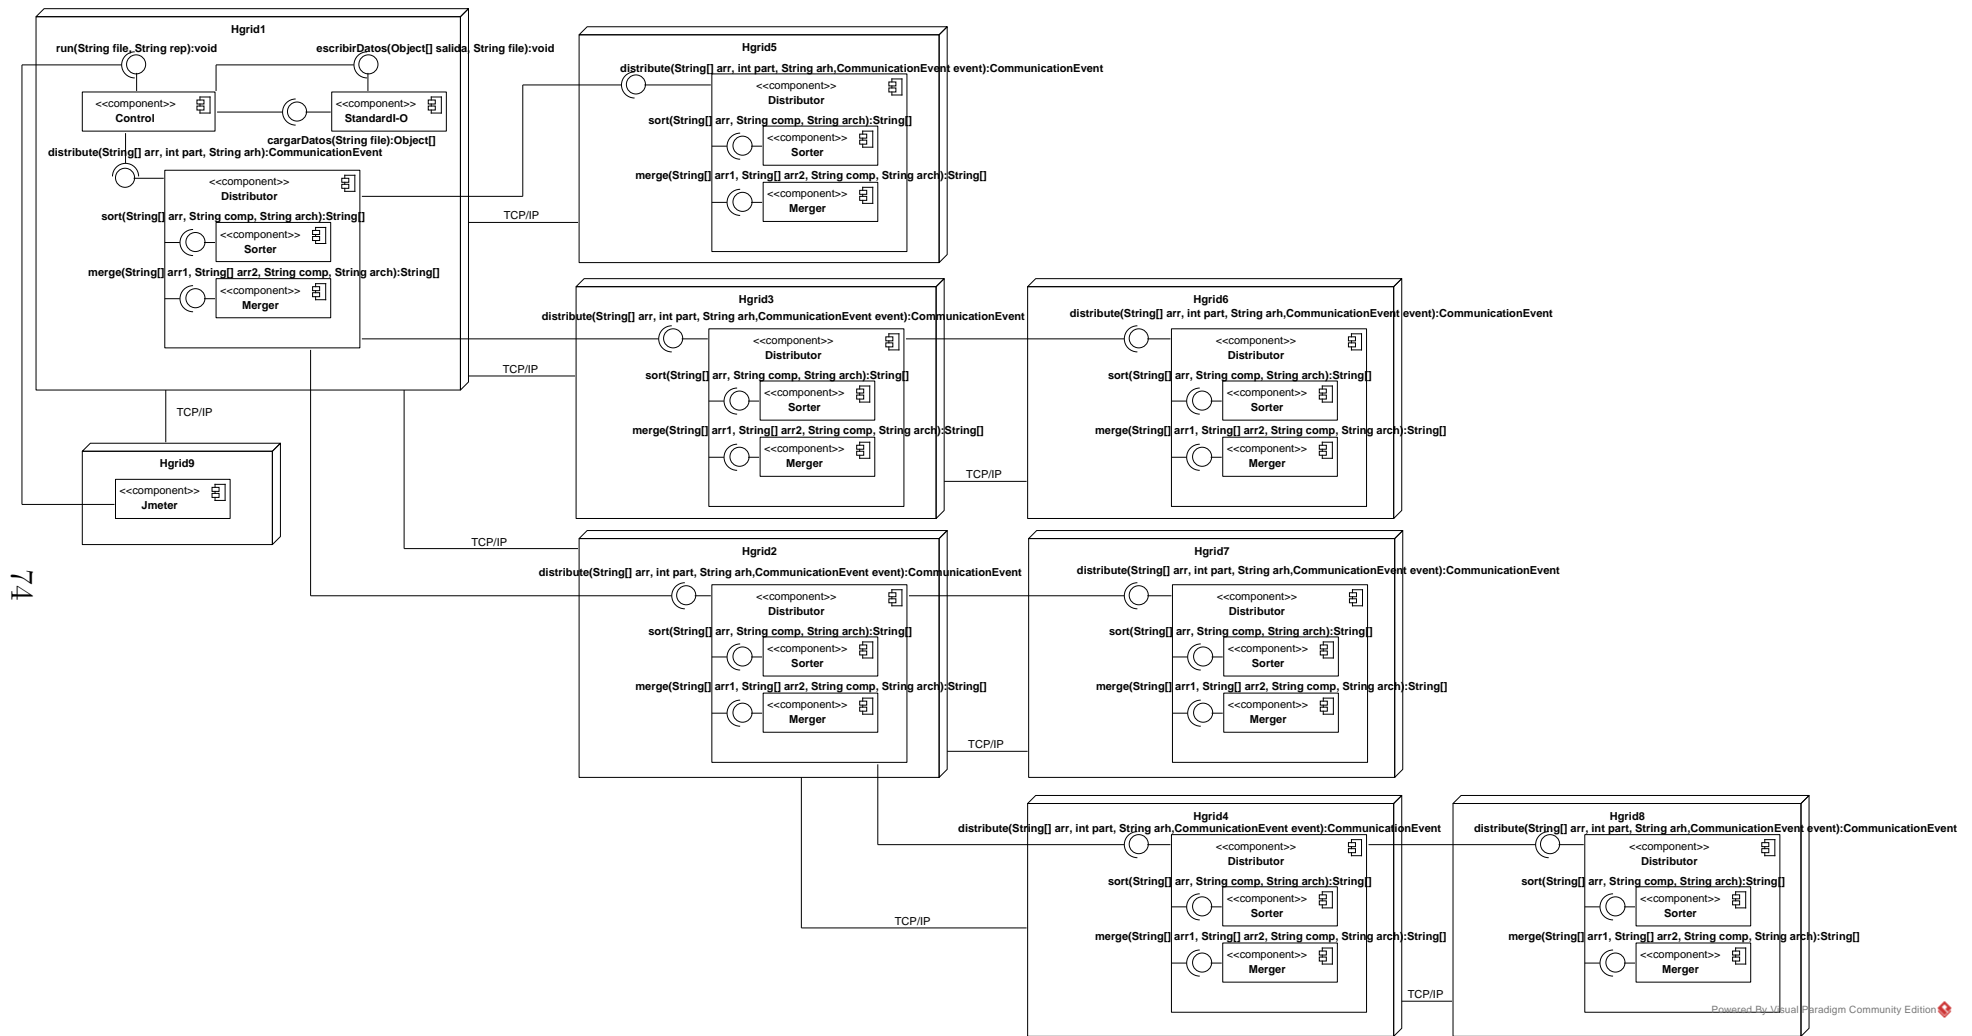 Hgrid1
run(String file, String rep):void
escribirDatos(Object[] salida, String file):void
<<component>>
Control
<<component>>
StandardI-O
cargarDatos(String file):Object[]
distribute(String[] arr, int part, String arh):CommunicationEvent
<<component>>
Distributor
sort(String[] arr, String comp, String arch):String[]
<<component>>
Sorter
merge(String[] arr1, String[] arr2, String comp, String arch):String[]
<<component>>
Merger
TCP/IP
Hgrid5
distribute(String[] arr, int part, String arh,CommunicationEvent event):CommunicationEvent
<<component>>
Distributor
sort(String[] arr, String comp, String arch):String[]
<<component>>
Sorter
merge(String[] arr1, String[] arr2, String comp, String arch):String[]
<<component>>
Merger
TCP/IP
Hgrid3
distribute(String[] arr, int part, String arh,CommunicationEvent event):CommunicationEvent
<<component>>
Distributor
sort(String[] arr, String comp, String arch):String[]
<<component>>
Sorter
merge(String[] arr1, String[] arr2, String comp, String arch):String[]
<<component>>
Merger
TCP/IP
Hgrid6
distribute(String[] arr, int part, String arh,CommunicationEvent event):CommunicationEvent
<<component>>
Distributor
sort(String[] arr, String comp, String arch):String[]
<<component>>
Sorter
merge(String[] arr1, String[] arr2, String comp, String arch):String[]
<<component>>
Merger
TCP/IP
Hgrid9
<<component>>
Jmeter
74
TCP/IP
Hgrid2
distribute(String[] arr, int part, String arh,CommunicationEvent event):CommunicationEvent
<<component>>
Distributor
sort(String[] arr, String comp, String arch):String[]
<<component>>
Sorter
merge(String[] arr1, String[] arr2, String comp, String arch):String[]
<<component>>
Merger
TCP/IP
Hgrid7
distribute(String[] arr, int part, String arh,CommunicationEvent event):CommunicationEvent
<<component>>
Distributor
sort(String[] arr, String comp, String arch):String[]
<<component>>
Sorter
merge(String[] arr1, String[] arr2, String comp, String arch):String[]
<<component>>
Merger
TCP/IP
Hgrid4
distribute(String[] arr, int part, String arh,CommunicationEvent event):CommunicationEvent
<<component>>
Distributor
sort(String[] arr, String comp, String arch):String[]
<<component>>
Sorter
merge(String[] arr1, String[] arr2, String comp, String arch):String[]
<<component>>
Merger
TCP/IP
Hgrid8
distribute(String[] arr, int part, String arh,CommunicationEvent event):CommunicationEvent
<<component>>
Distributor
sort(String[] arr, String comp, String arch):String[]
<<component>>
Sorter
merge(String[] arr1, String[] arr2, String comp, String arch):String[]
<<component>>
Merger
Powered By Visual Paradigm Community Edition